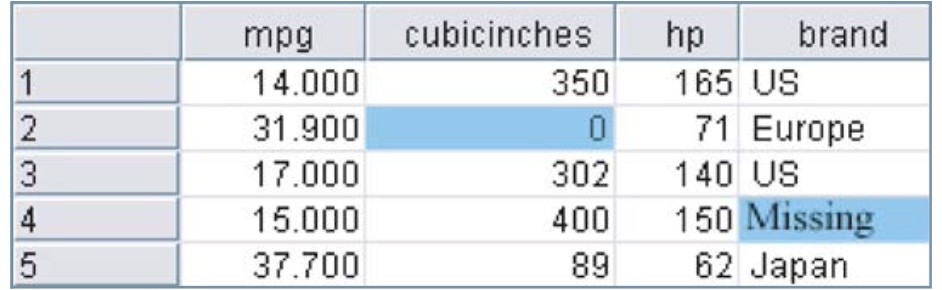 mpg cubicinches hp brand
1 14.000 350 165 US
2 31.900 0 71 Europe
3 17.000 302 140 US
4 15.000 400 150 Missing
5 37.700 89 62 Japan